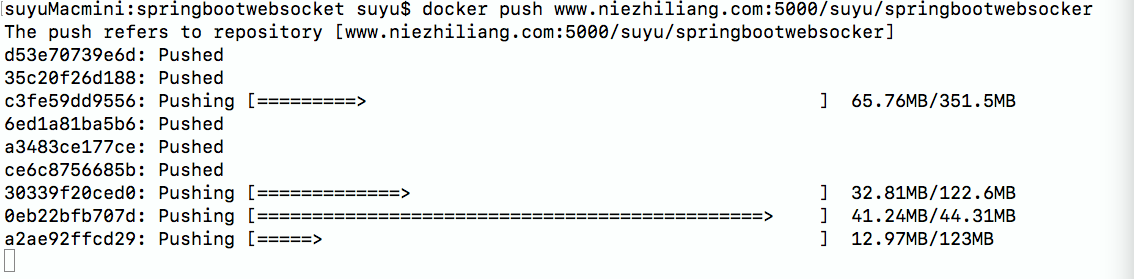 suyuMacmini:springbootwebsocket suyu$ docker push www.niezhiliang.com:5000/suyu/springbootwebsocket
The push refers to repository [www.niezhiliang.com:5000/suyu/springbootwebsocket]
d53e70739e6d: Pushed
35c20f26d188: Pushed
c3fe59dd9556: Pushing [=========>                                         ]  65.76MB/351.5MB
6ed1a81ba5b6: Pushed
a3483ce177ce: Pushed
ce6c8756685b: Pushed
30339f20ced0: Pushing [=============>                                     ]  32.81MB/122.6MB
0eb22bfb707d: Pushing [==============================================>    ]  41.24MB/44.31MB
a2ae92ffcd29: Pushing [=====>                                             ]  12.97MB/123MB